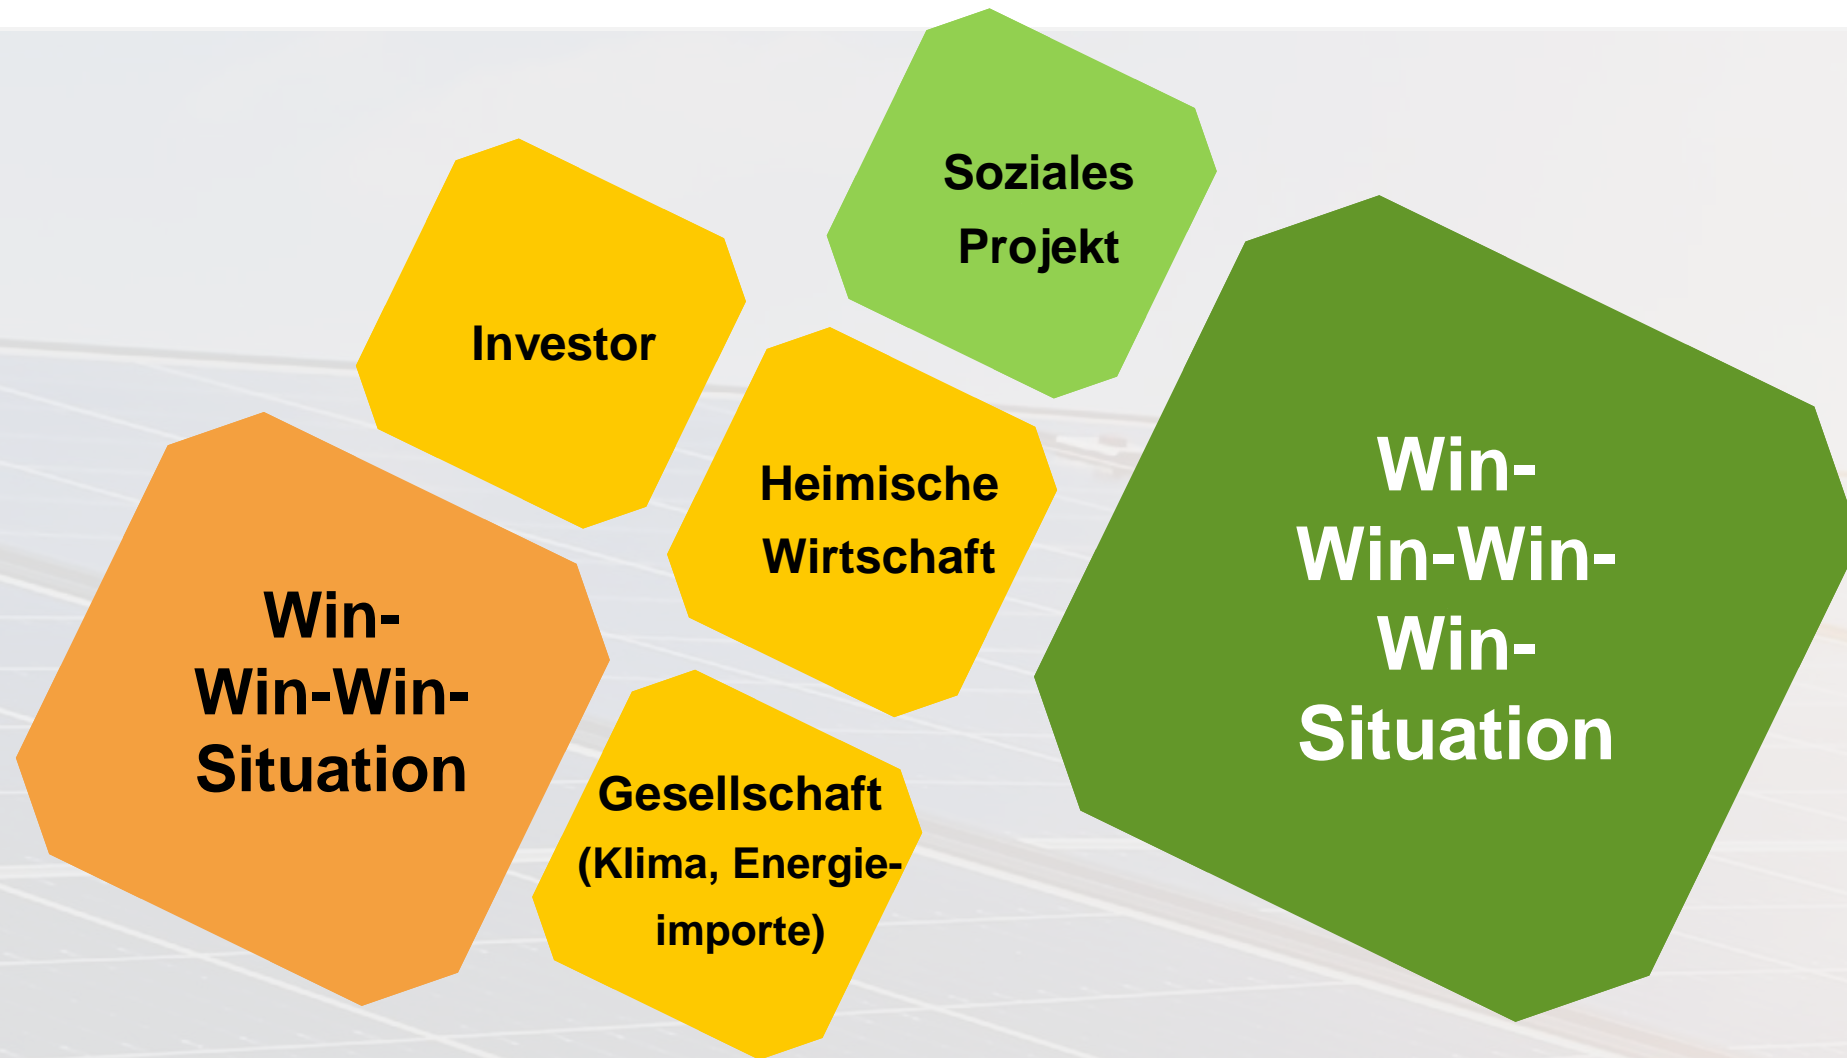 Soziales
Projekt
Investor
Heimische
Wirtschaft
Win-
Win-Win-
Situation
Gesellschaft
(Klima, Energie-
importe)
Win-
Win-Win-
Win-
Situation